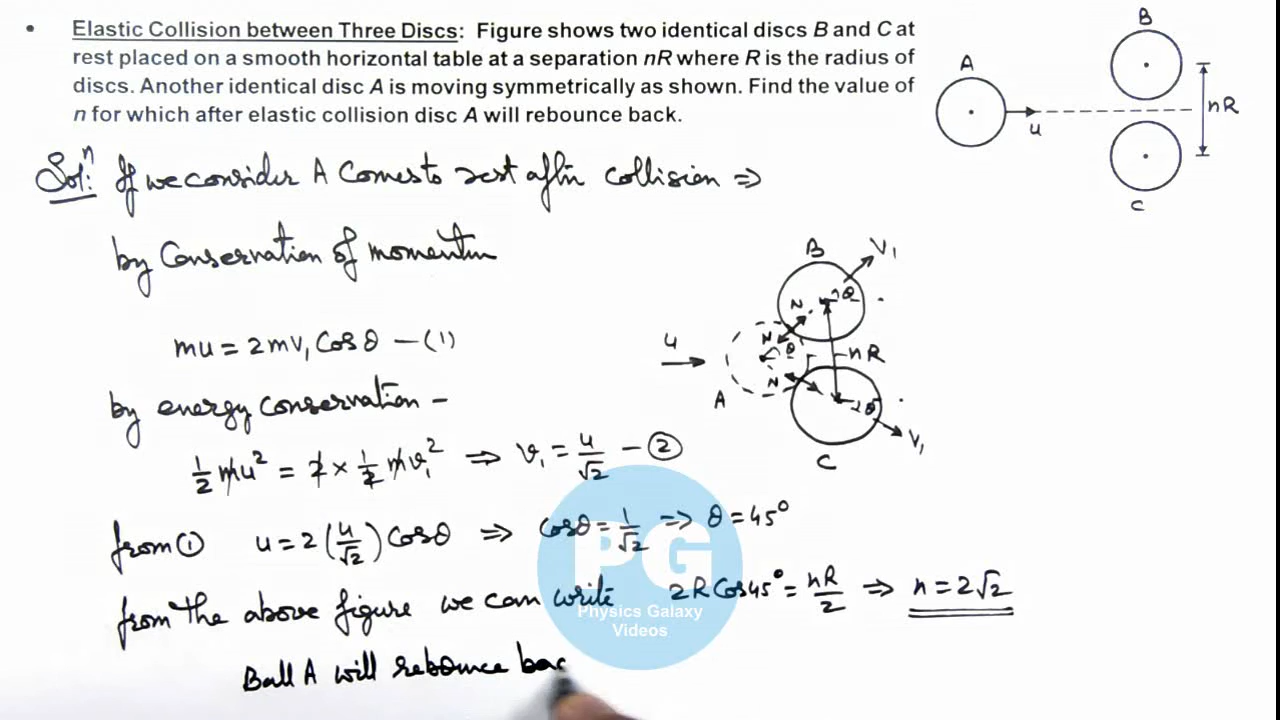 • Elastic Collision between Three Discs: Figure shows two identical discs B and C at
rest placed on a smooth horizontal table at a separation nR where R is the radius of
discs. Another identical disc A is moving symmetrically as shown. Find the value of
n for which after elastic collision disc A will rebounce back.
A
u
B
C
nR
Solⁿ: If we consider A comes to rest after collision ⇒
by Conservation of momentum
mu = 2mv₁ Cosθ — (1)
by energy conservation –
½ mu² = 2 × ½ mv₁² ⇒ v₁ = u/√2 — ②
from ① u = 2 (u/√2) Cosθ ⇒ cosθ = 1/√2 ⇒ θ = 45°
from the above figure we can write 2R Cos45° = nR/2 ⇒ n = 2√2
Ball A will rebounce bac
u
A
B
V₁
N
θ
N
θ
N
nR
θ
V₁
C
PG
Physics Galaxy
Videos